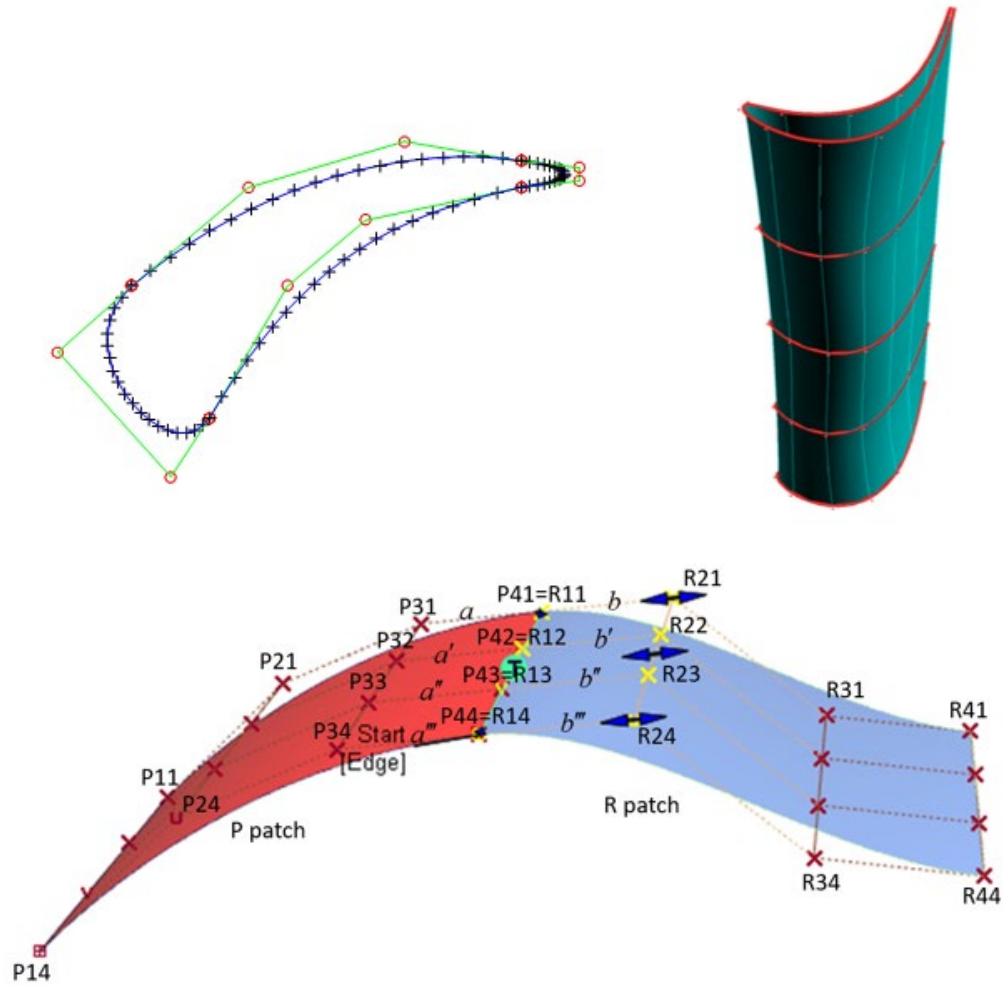 P41=R11
b
R21
P31
a
R22
P32
a'
P42=R12
b'
P21
P33
a''
P43=R13
T
b''
R23
P34
Start
a'''
P44=R14
b'''
R24
[Edge]
R31
R41
P11
P24
U
P patch
R patch
V
R34
R44
P14